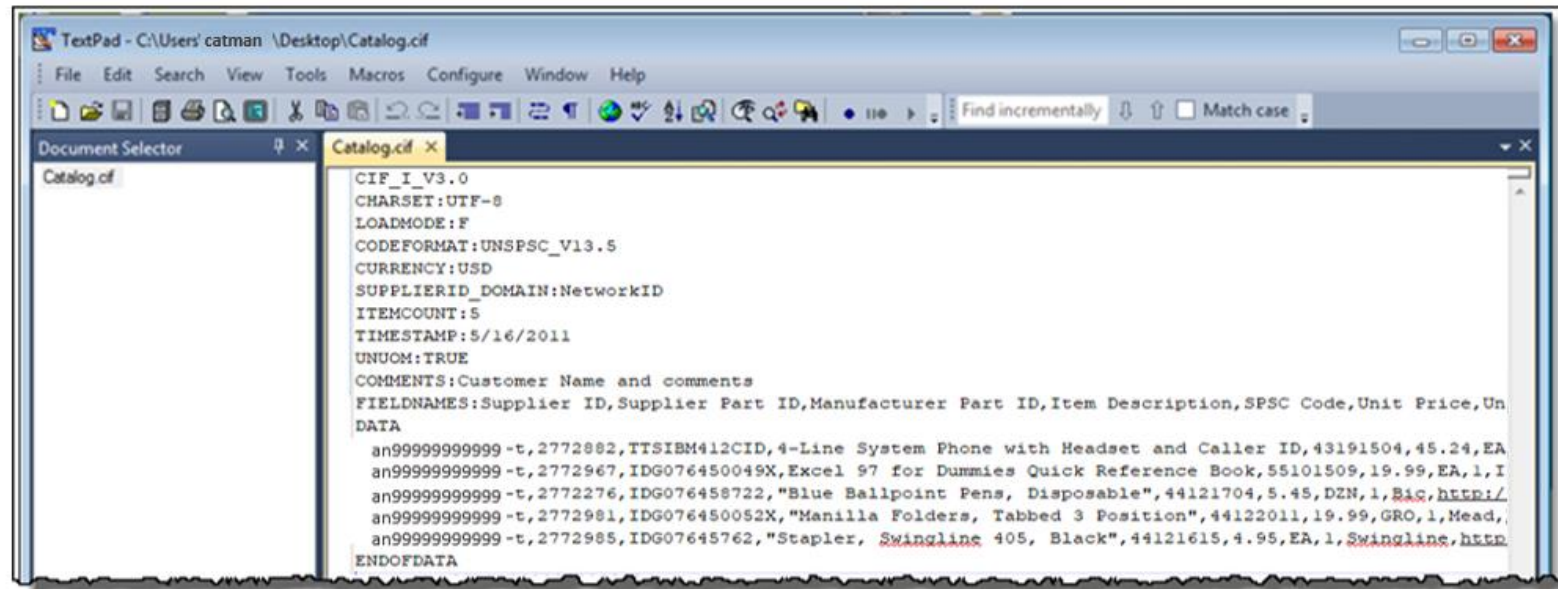 TextPad - C:\Users' catman \Desktop\Catalog.cif
File Edit Search View Tools Macros Configure Window Help
Find incrementally Match case
Document Selector
Catalog.cif
Catalog.cif
CIF_I_V3.0
CHARSET:UTF-8
LOADMODE:F
CODEFORMAT:UNSPSC_V13.5
CURRENCY:USD
SUPPLIERID_DOMAIN:NetworkID
ITEMCOUNT:5
TIMESTAMP:5/16/2011
UNUOM:TRUE
COMMENTS:Customer Name and comments
FIELDNAMES:Supplier ID,Supplier Part ID,Manufacturer Part ID,Item Description,SPSC Code,Unit Price,Un
DATA
an99999999999-t,2772882,TTSIBM412CID,4-Line System Phone with Headset and Caller ID,43191504,45.24,EA
an99999999999-t,2772967,IDG076450049X,Excel 97 for Dummies Quick Reference Book,55101509,19.99,EA,1,I
an99999999999-t,2772276,IDG076458722,"Blue Ballpoint Pens, Disposable",44121704,5.45,DZN,1,Bic,http:/
an99999999999-t,2772981,IDG076450052X,"Manilla Folders, Tabbed 3 Position",44122011,19.99,GRO,1,Mead,
an99999999999-t,2772985,IDG07645762,"Stapler, Swingline 405, Black",44121615,4.95,EA,1,Swingline,http
ENDOFDATA